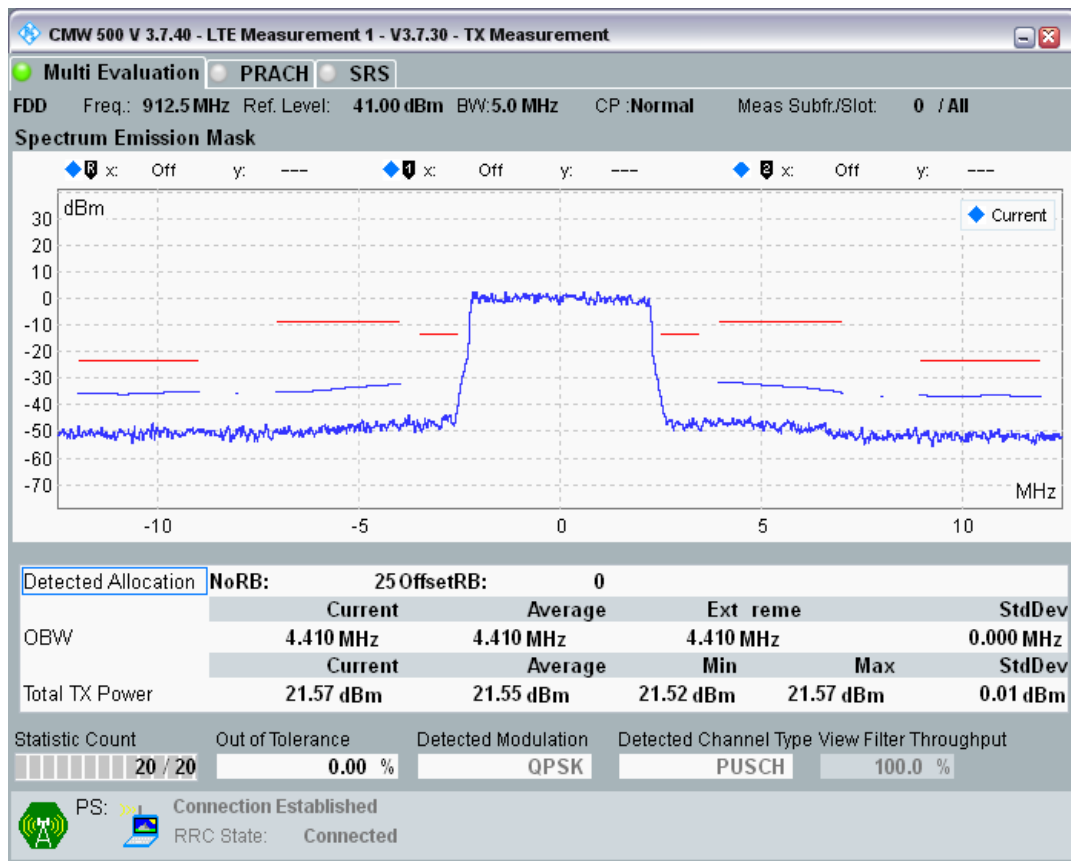 CMW 500 V 3.7.40 - LTE Measurement 1 - V3.7.30 - TX Measurement
Multi Evaluation PRACH SRS
FDD Freq.: 912.5 MHz Ref. Level: 41.00 dBm BW:5.0 MHz CP :Normal Meas Subfr./Slot: 0 / All
Spectrum Emission Mask
R x: Off y: --- 1 x: Off y: --- 2 x: Off y: ---
dBm
Current
30
20
10
0
-10
-20
-30
-40
-50
-60
-70
MHz
-10 -5 0 5 10
Detected Allocation NoRB: 25 OffsetRB: 0
Current Average Ext reme StdDev
OBW 4.410 MHz 4.410 MHz 4.410 MHz 0.000 MHz
Current Average Min Max StdDev
Total TX Power 21.57 dBm 21.55 dBm 21.52 dBm 21.57 dBm 0.01 dBm
Statistic Count Out of Tolerance Detected Modulation Detected Channel Type View Filter Throughput
20 / 20 0.00 % QPSK PUSCH 100.0 %
PS: Connection Established
RRC State: Connected